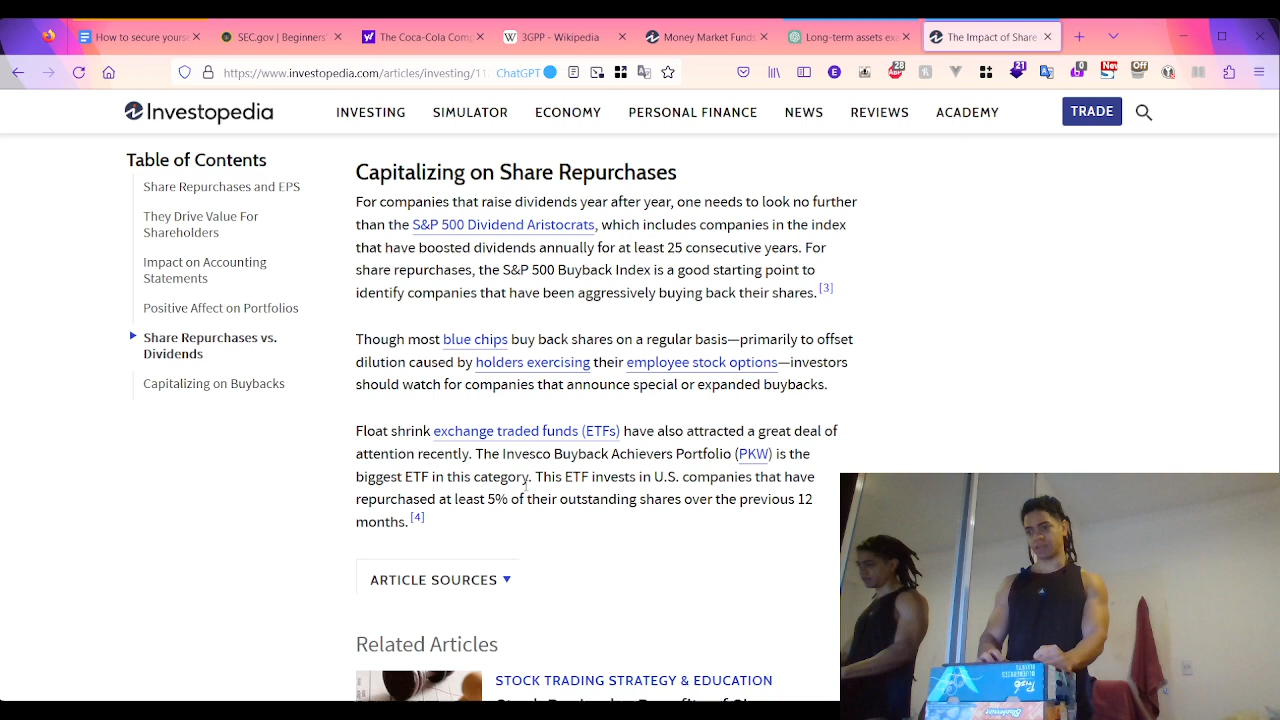 How to secure yours
SEC.gov | Beginners'
The Coca-Cola Comp
3GPP - Wikipedia
Money Market Funds
Long-term assets exa
The Impact of Share
https://www.investopedia.com/articles/investing/11
ChatGPT
28
0
New
Off
21
Investopedia
INVESTING
SIMULATOR
ECONOMY
PERSONAL FINANCE
NEWS
REVIEWS
ACADEMY
TRADE
Table of Contents
Share Repurchases and EPS
They Drive Value For
Shareholders
Impact on Accounting
Statements
Positive Affect on Portfolios
Share Repurchases vs.
Dividends
Capitalizing on Buybacks
Capitalizing on Share Repurchases
For companies that raise dividends year after year, one needs to look no further
than the S&P 500 Dividend Aristocrats, which includes companies in the index
that have boosted dividends annually for at least 25 consecutive years. For
share repurchases, the S&P 500 Buyback Index is a good starting point to
identify companies that have been aggressively buying back their shares. [3]
Though most blue chips buy back shares on a regular basis—primarily to offset
dilution caused by holders exercising their employee stock options—investors
should watch for companies that announce special or expanded buybacks.
Float shrink exchange traded funds (ETFs) have also attracted a great deal of
attention recently. The Invesco Buyback Achievers Portfolio (PKW) is the
biggest ETF in this category. This ETF invests in U.S. companies that have
repurchased at least 5% of their outstanding shares over the previous 12
months. [4]
ARTICLE SOURCES
Related Articles
STOCK TRADING STRATEGY & EDUCATION